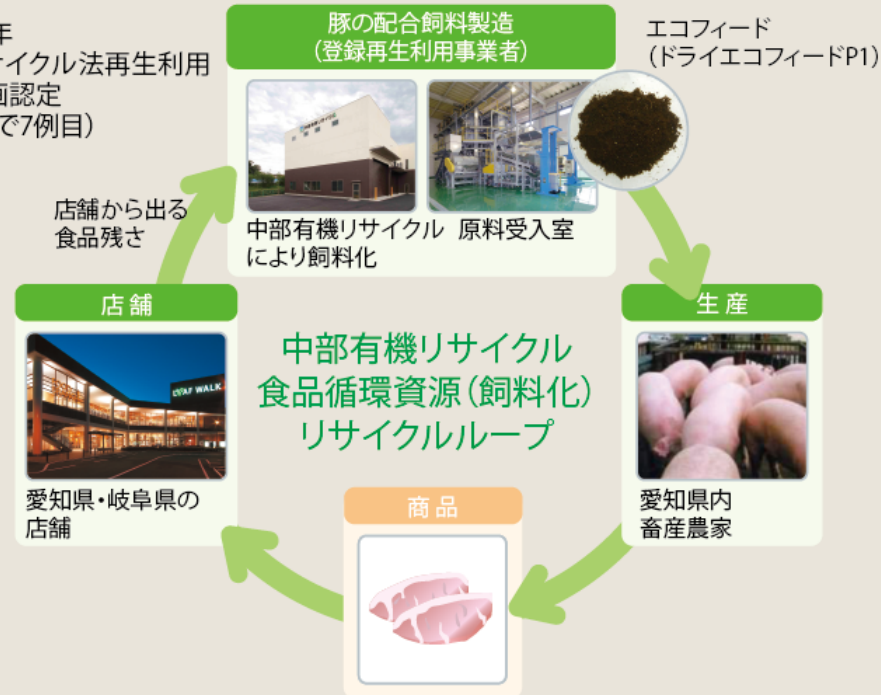 年
サイクル法再生利用
画認定
で7例目）
豚の配合飼料製造
（登録再生利用事業者）
エコフィード
（ドライエコフィードP1）
中部有機リサイクル
により飼料化
原料受入室
店舗から出る
食品残さ
店舗
WALK
愛知県・岐阜県の
店舗
中部有機リサイクル
食品循環資源（飼料化）
リサイクルループ
生産
愛知県内
畜産農家
商品